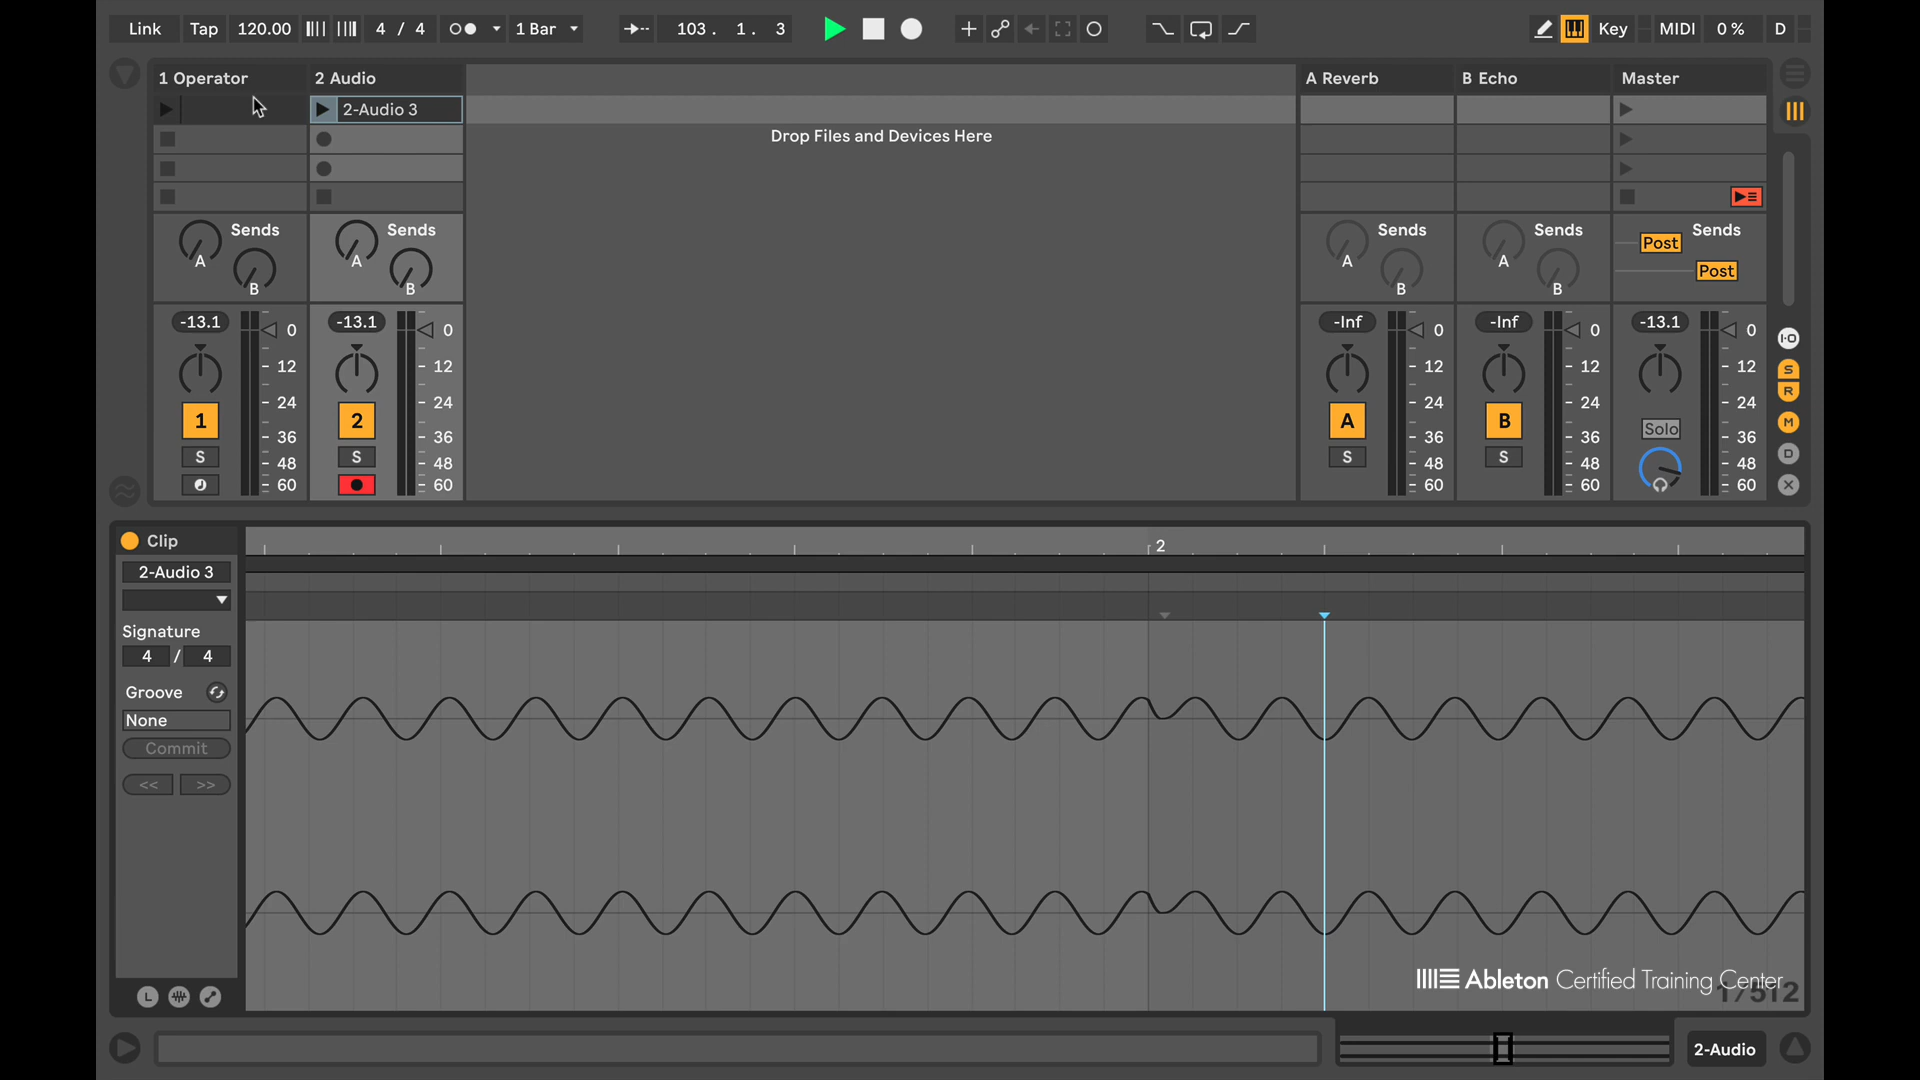 Link Tap 120.00 4 / 4 1 Bar 103. 1. 3 Key MIDI 0 % D
1 Operator 2 Audio A Reverb B Echo Master
2-Audio 3
Drop Files and Devices Here
Sends Sends Sends Sends Sends
A A A A Post
B B B B Post
-13.1 0 -13.1 0 -Inf 0 -Inf 0 -13.1 0
12 12 12 12 12
24 24 24 24 24
1 2 A B Solo
36 36 36 36 36
S S S S
48 48 48 48 48
60 60 60 60 60
I·O
S
R
M
D
Clip
2
2-Audio 3
Signature
4 / 4
Groove
None
Commit
<< >>
L
Ableton Certified Training Center
1/512
2-Audio